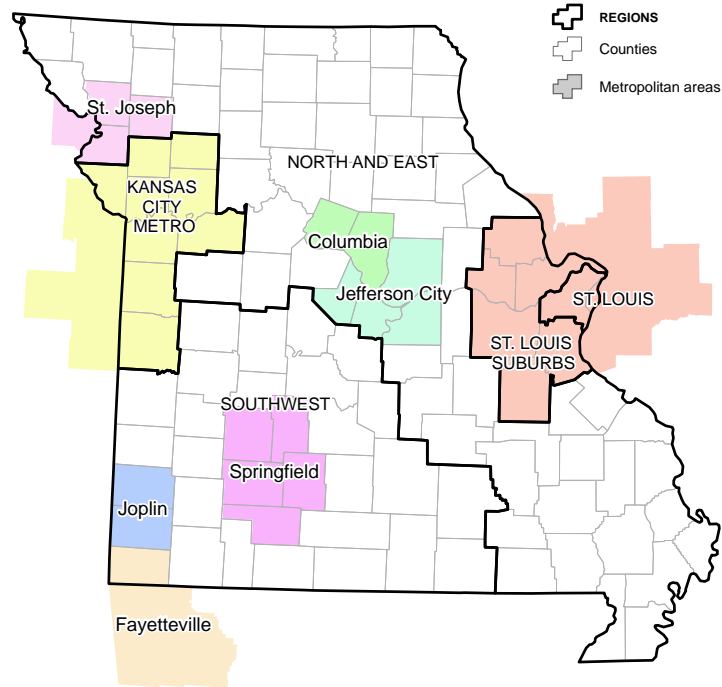 REGIONS
Counties
Metropolitan areas
St. Joseph
NORTH AND EAST
KANSAS
CITY
METRO
Columbia
Jefferson City
ST. LOUIS
ST. LOUIS
SUBURBS
SOUTHWEST
Springfield
Joplin
Fayetteville